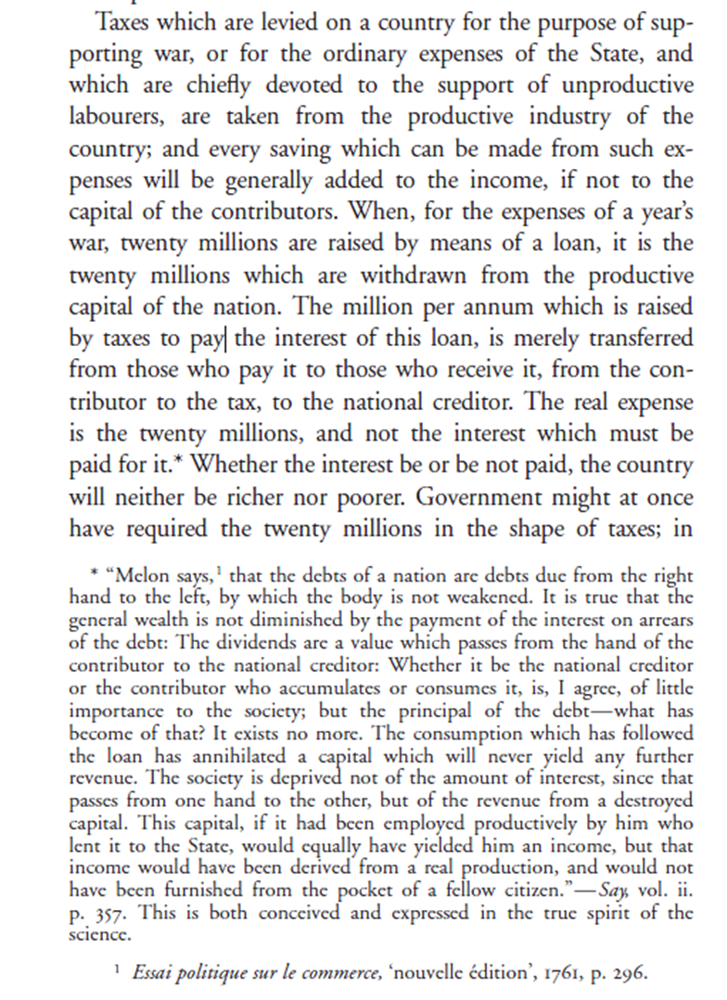 Taxes which are levied on a country for the purpose of sup-
porting war, or for the ordinary expenses of the State, and
which are chiefly devoted to the support of unproductive
labourers, are taken from the productive industry of the
country; and every saving which can be made from such ex-
penses will be generally added to the income, if not to the
capital of the contributors. When, for the expenses of a year’s
war, twenty millions are raised by means of a loan, it is the
twenty millions which are withdrawn from the productive
capital of the nation. The million per annum which is raised
by taxes to pay the interest of this loan, is merely transferred
from those who pay it to those who receive it, from the con-
tributor to the tax, to the national creditor. The real expense
is the twenty millions, and not the interest which must be
paid for it.* Whether the interest be or be not paid, the country
will neither be richer nor poorer. Government might at once
have required the twenty millions in the shape of taxes; in
* “Melon says,¹ that the debts of a nation are debts due from the right
hand to the left, by which the body is not weakened. It is true that the
general wealth is not diminished by the payment of the interest on arrears
of the debt: The dividends are a value which passes from the hand of the
contributor to the national creditor: Whether it be the national creditor
or the contributor who accumulates or consumes it, is, I agree, of little
importance to the society; but the principal of the debt—what has
become of that? It exists no more. The consumption which has followed
the loan has annihilated a capital which will never yield any further
revenue. The society is deprived not of the amount of interest, since that
passes from one hand to the other, but of the revenue from a destroyed
capital. This capital, if it had been employed productively by him who
lent it to the State, would equally have yielded him an income, but that
income would have been derived from a real production, and would not
have been furnished from the pocket of a fellow citizen.”—Say, vol. ii.
p. 357. This is both conceived and expressed in the true spirit of the
science.
¹ Essai politique sur le commerce, ‘nouvelle édition’, 1761, p. 296.